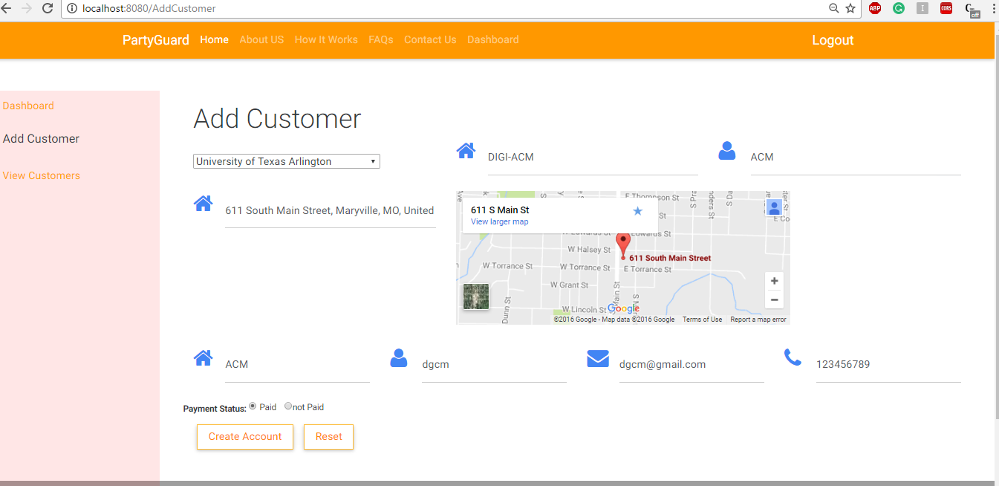 localhost:8080/AddCustomer
ABP
CORS
off
PartyGuard Home About US How It Works FAQs Contact Us Dashboard Logout
Dashboard
Add Customer
View Customers
Add Customer
University of Texas Arlington
DIGI-ACM
ACM
611 South Main Street, Maryville, MO, United
611 S Main St
View larger map
E Thompson St
W Edwards St
Edwards St
W Halsey St
611 South Main Street
W Torrance St
W Torrance St
E Torrance St
W Grant St
W Lincoln St
Dunn St
Main St
Google
©2016 Google - Map data ©2016 Google Terms of Use Report a map error
ACM
dgcm
dgcm@gmail.com
123456789
Payment Status: Paid not Paid
Create Account
Reset